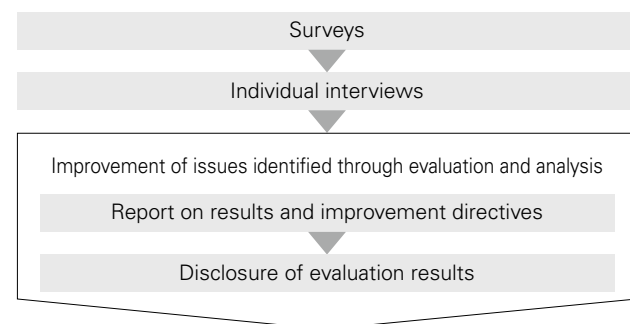 Surveys
Individual interviews
Improvement of issues identified through evaluation and analysis
Report on results and improvement directives
Disclosure of evaluation results